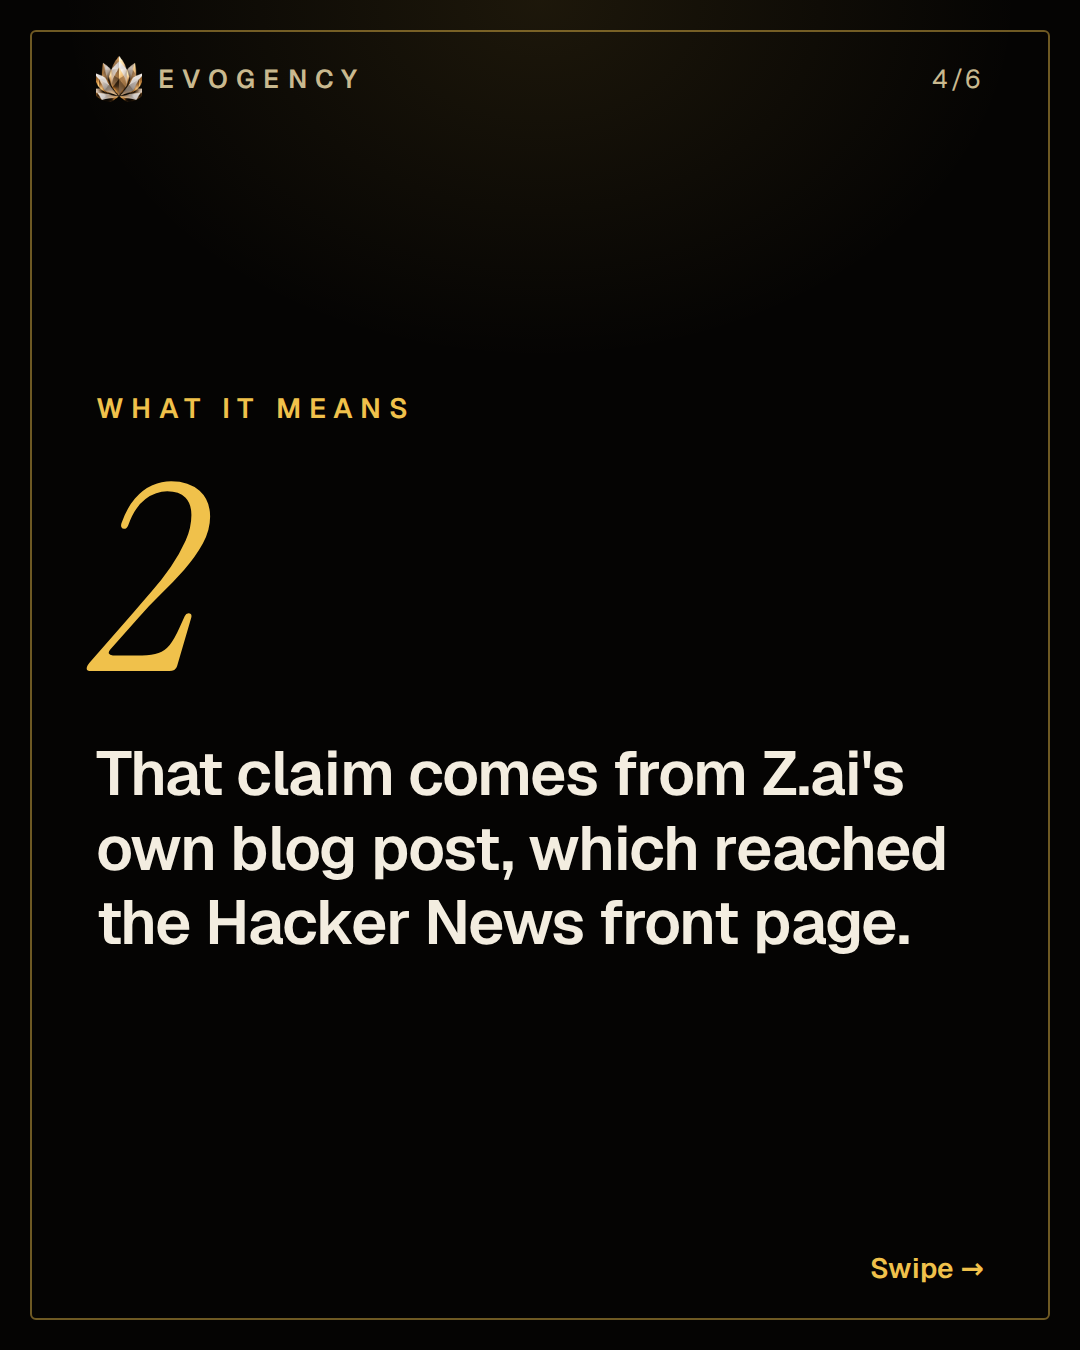 EVOGENCY
4/6
WHAT IT MEANS
2
That claim comes from Z.ai's
own blog post, which reached
the Hacker News front page.
Swipe →